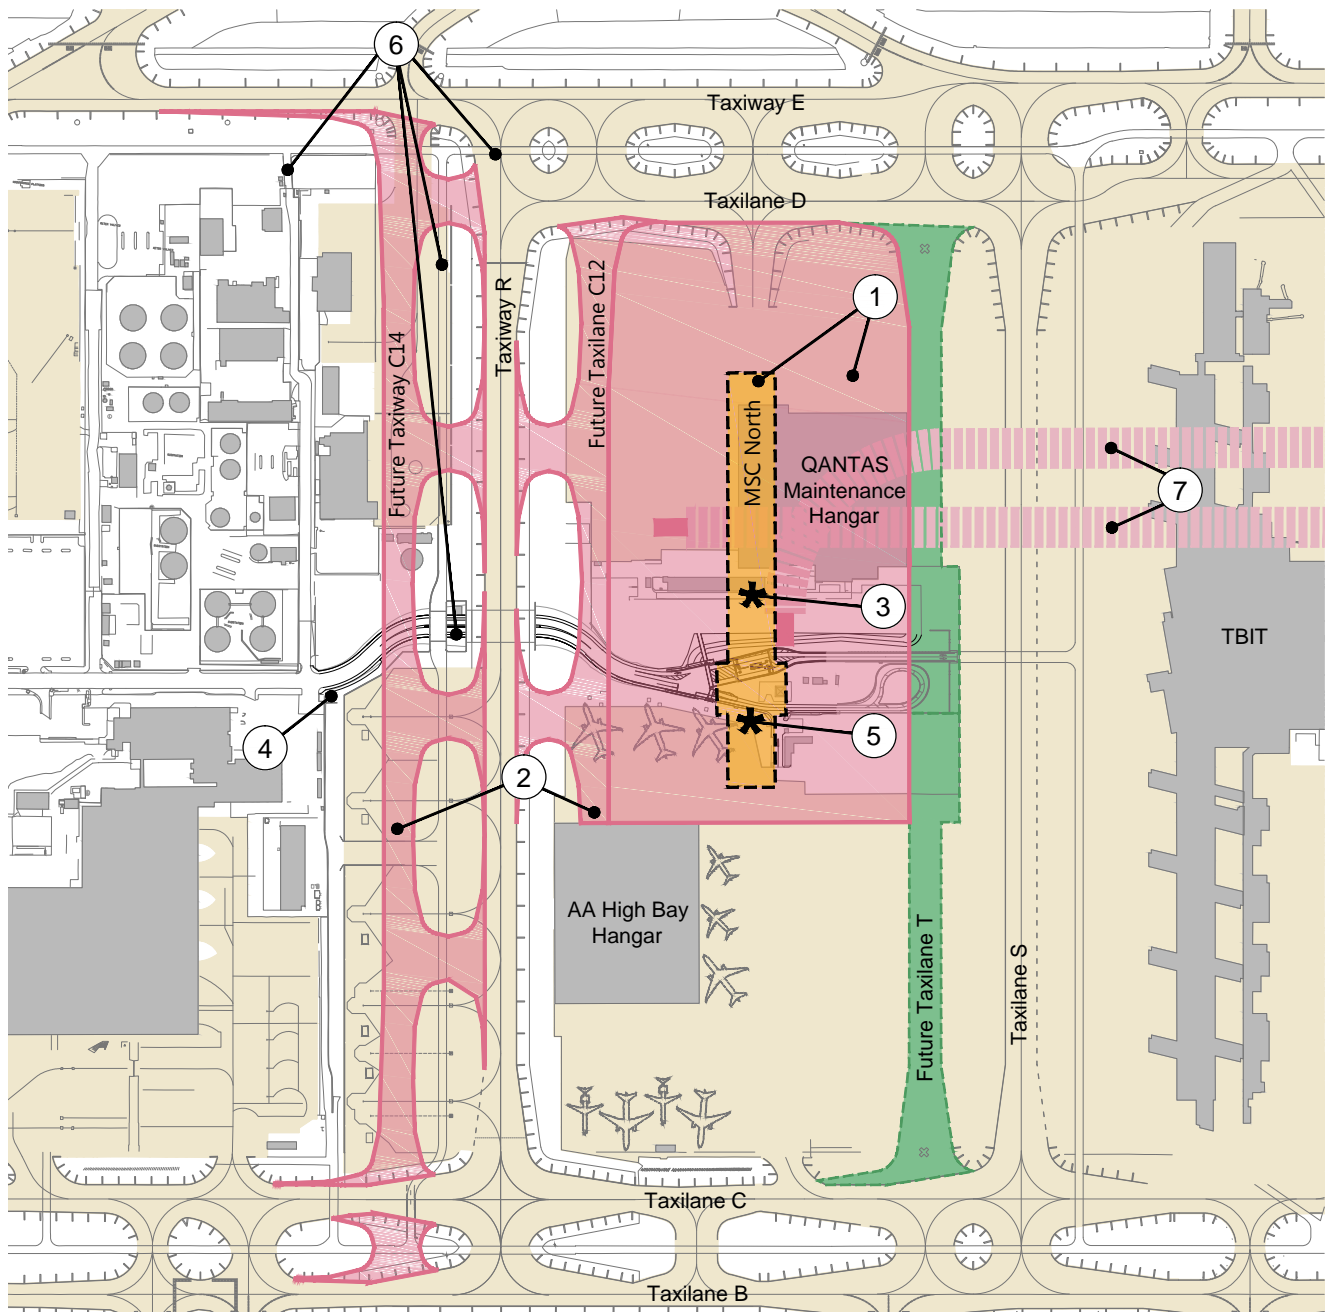 6
Taxiway E
Taxilane D
1
Future Taxiway C14
Taxiway R
Future Taxilane C12
MSC North
QANTAS
Maintenance
Hangar
7
3
TBIT
4
5
2
AA High Bay
Hangar
Future Taxilane T
Taxilane S
Taxilane C
Taxilane B